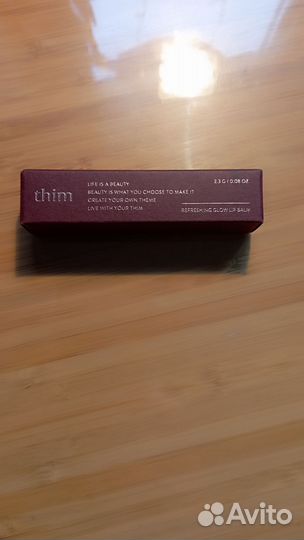 thim
LIFE IS A BEAUTY
BEAUTY IS WHAT YOU CHOOSE TO MAKE IT
CREATE YOUR OWN THEME
LIVE WITH YOUR THIM
2.3 G / 0.08 OZ
REFRESHING GLOW LIP BALM
Avito